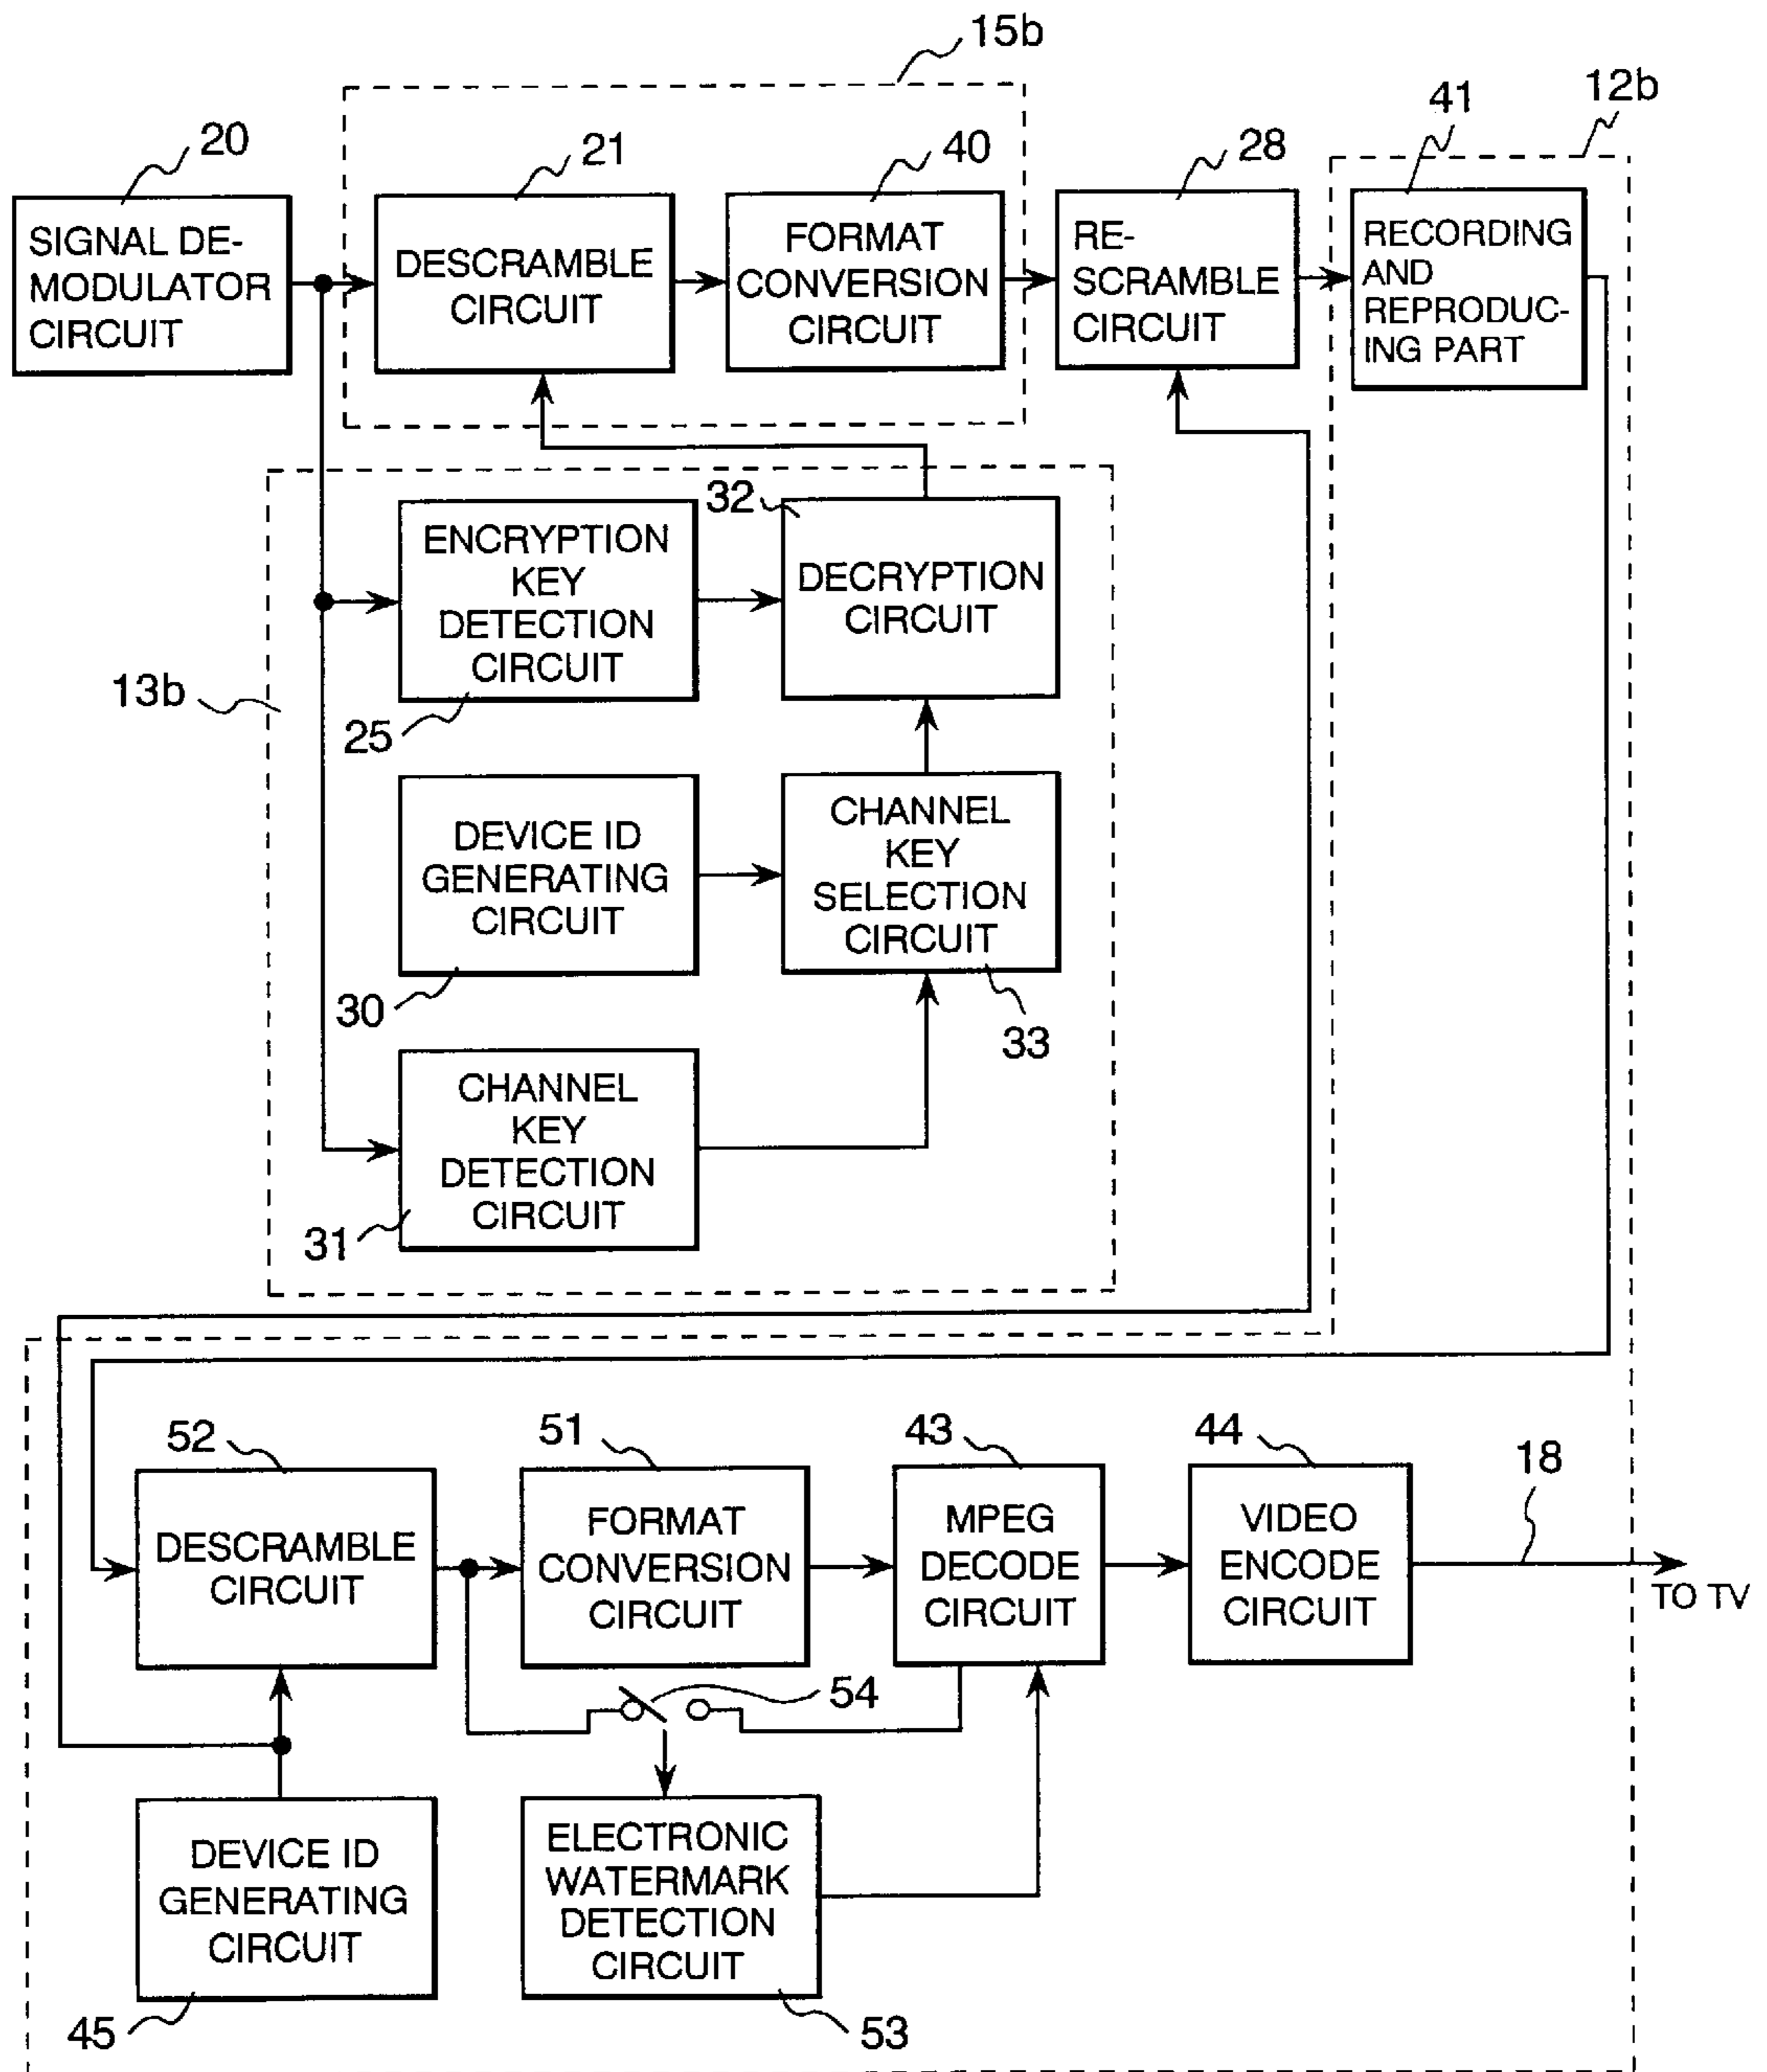 15b
12b
41
20
21
40
28
SIGNAL DE-
MODULATOR
CIRCUIT
DESCRAMBLE
CIRCUIT
FORMAT
CONVERSION
CIRCUIT
RE-
SCRAMBLE
CIRCUIT
RECORDING
AND
REPRODUC-
ING PART
32
ENCRYPTION
KEY
DETECTION
CIRCUIT
DECRYPTION
CIRCUIT
13b
25
DEVICE ID
GENERATING
CIRCUIT
CHANNEL
KEY
SELECTION
CIRCUIT
30
33
CHANNEL
KEY
DETECTION
CIRCUIT
31
52
51
43
44
18
DESCRAMBLE
CIRCUIT
FORMAT
CONVERSION
CIRCUIT
MPEG
DECODE
CIRCUIT
VIDEO
ENCODE
CIRCUIT
TO TV
54
DEVICE ID
GENERATING
CIRCUIT
ELECTRONIC
WATERMARK
DETECTION
CIRCUIT
45
53